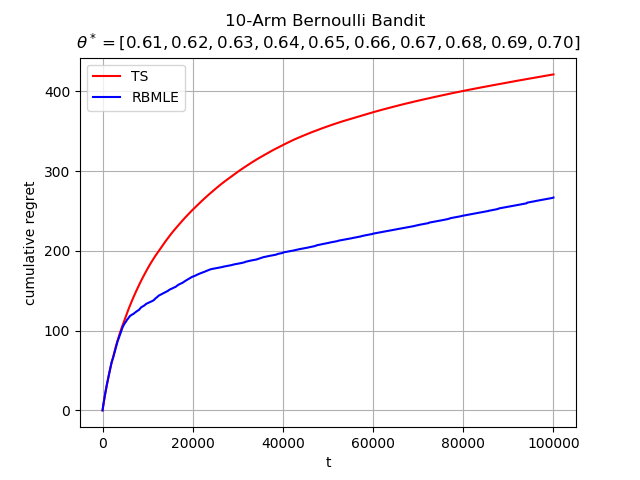 10-Arm Bernoulli Bandit
θ* = [0.61, 0.62, 0.63, 0.64, 0.65, 0.66, 0.67, 0.68, 0.69, 0.70]
TS
RBMLE
400
300
200
100
0
cumulative regret
0 20000 40000 60000 80000 100000
t